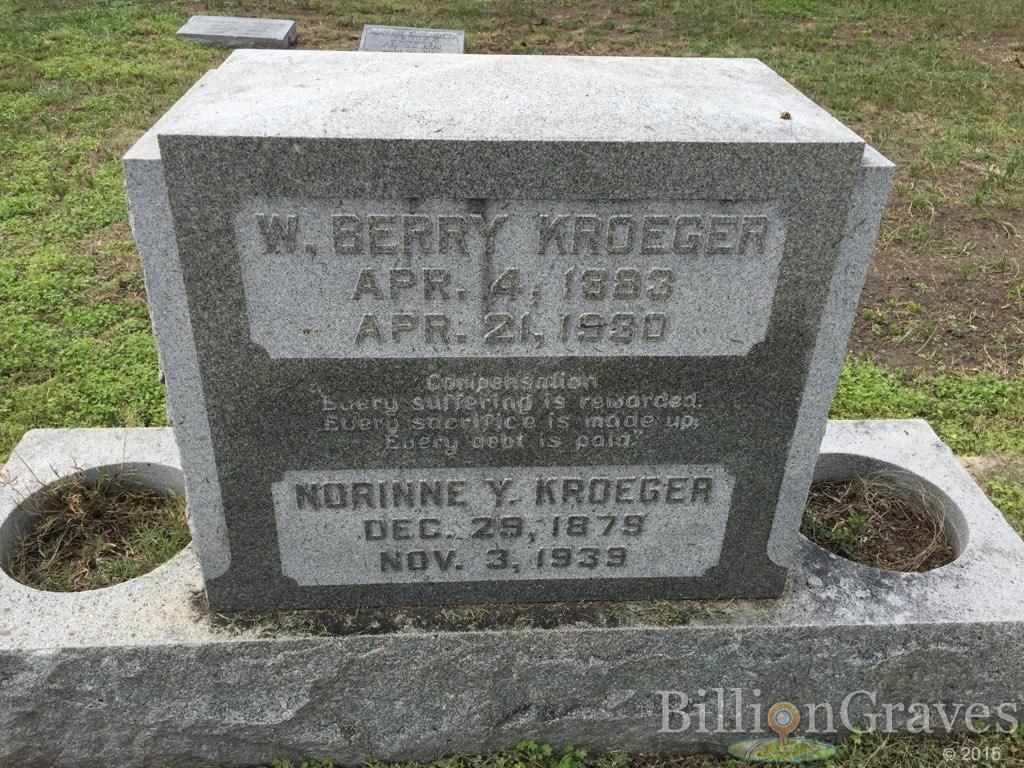 W. BERRY KROEGER
APR. 4, 1883
APR. 21, 1930
Compensation
"Every suffering is rewarded,
Every sacrifice is made up,
Every debt is paid."
NORINNE Y. KROEGER
DEC. 29, 1879
NOV. 3, 1939
BillionGraves
© 2015